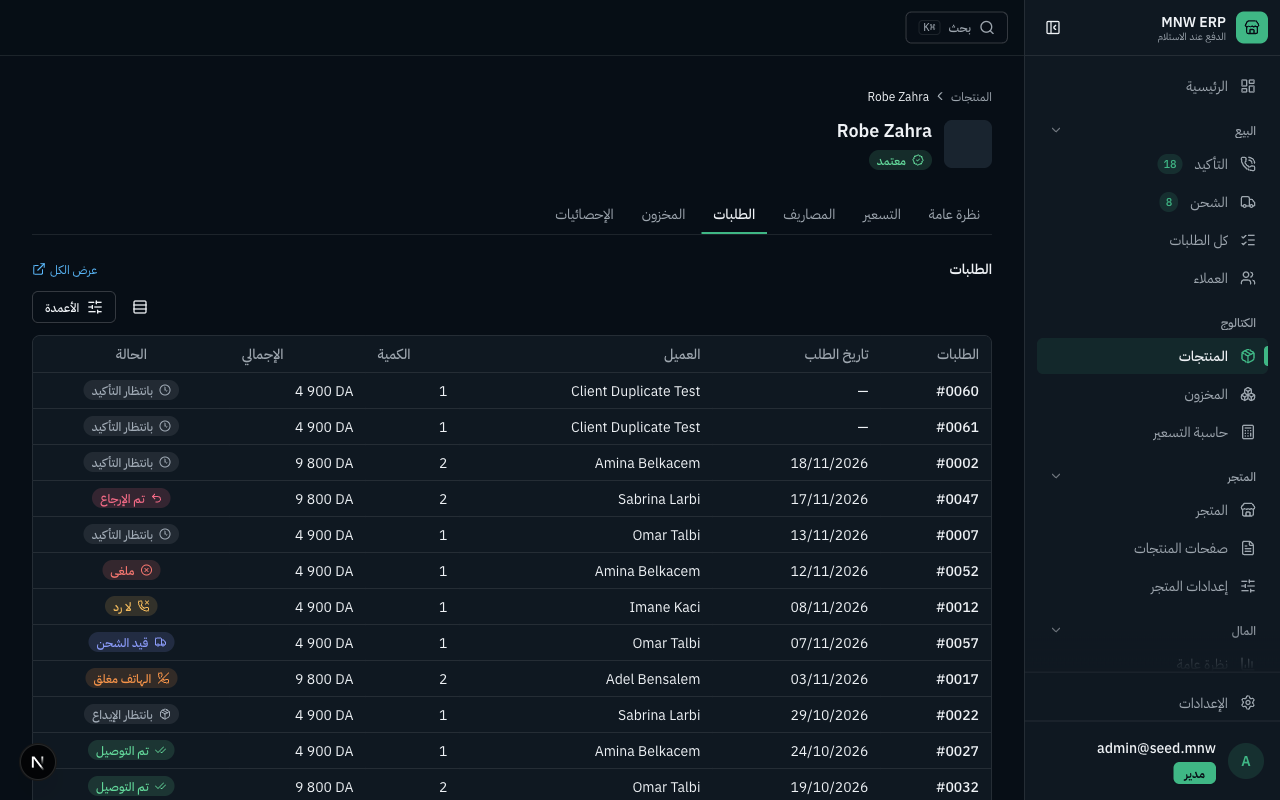 MNW ERP
الدفع عند الاستلام
بحث
⌘K
الرئيسية
البيع
التأكيد 18
الشحن 8
كل الطلبات
العملاء
الكتالوج
المنتجات
المخزون
حاسبة التسعير
المتجر
المتجر
صفحات المنتجات
إعدادات المتجر
المال
نظرة عامة
الإعدادات
admin@seed.mnw
A
مدير
المنتجات Robe Zahra
Robe Zahra
معتمد
نظرة عامة التسعير المصاريف الطلبات المخزون الإحصائيات
الطلبات
عرض الكل
الأعمدة
الطلبات تاريخ الطلب العميل الكمية الإجمالي الحالة
#0060 — Client Duplicate Test 1 4 900 DA بانتظار التأكيد
#0061 — Client Duplicate Test 1 4 900 DA بانتظار التأكيد
#0002 18/11/2026 Amina Belkacem 2 9 800 DA بانتظار التأكيد
#0047 17/11/2026 Sabrina Larbi 2 9 800 DA تم الإرجاع
#0007 13/11/2026 Omar Talbi 1 4 900 DA بانتظار التأكيد
#0052 12/11/2026 Amina Belkacem 1 4 900 DA ملغى
#0012 08/11/2026 Imane Kaci 1 4 900 DA لا رد
#0057 07/11/2026 Omar Talbi 1 4 900 DA قيد الشحن
#0017 03/11/2026 Adel Bensalem 2 9 800 DA الهاتف مغلق
#0022 29/10/2026 Sabrina Larbi 1 4 900 DA بانتظار الإيداع
#0027 24/10/2026 Amina Belkacem 1 4 900 DA تم التوصيل
#0032 19/10/2026 Omar Talbi 2 9 800 DA تم التوصيل
N